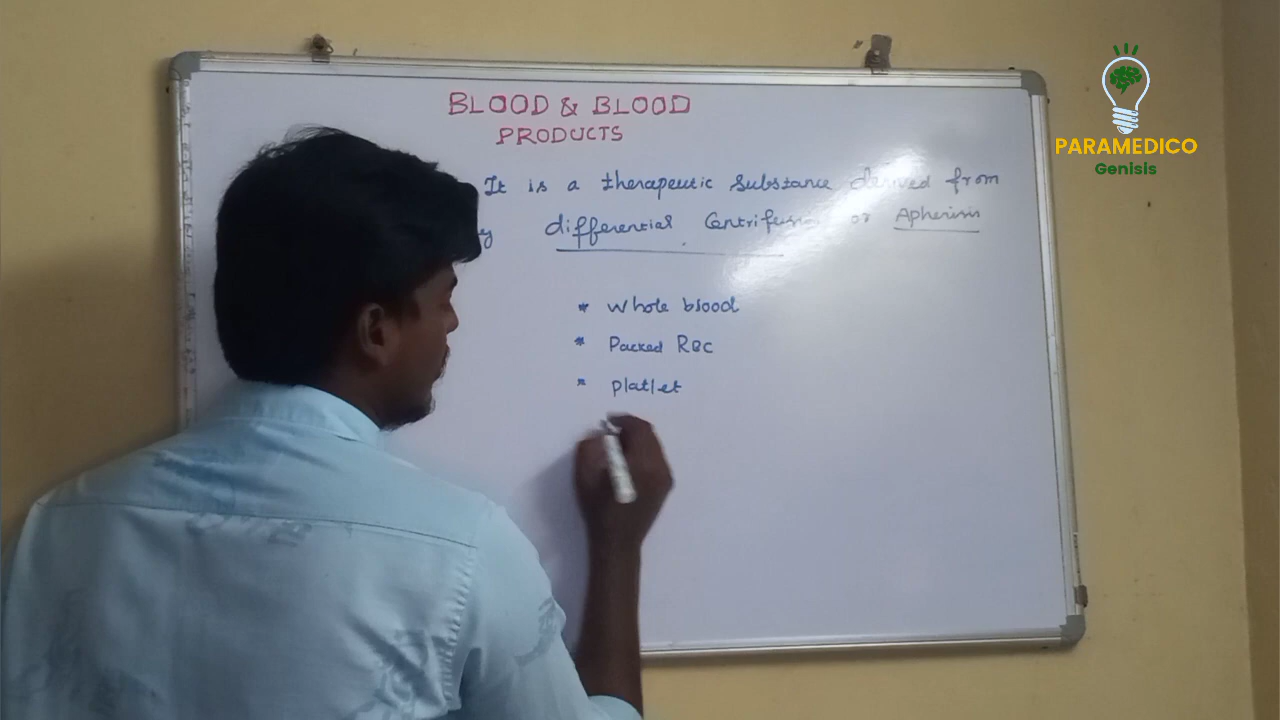 BLOOD & BLOOD
PRODUCTS
It is a therapeutic Substance derived from
differential Centrifusion or Apherisis
* Whole blood
* Packed RBC
* platlet
PARAMEDICO
Genisis